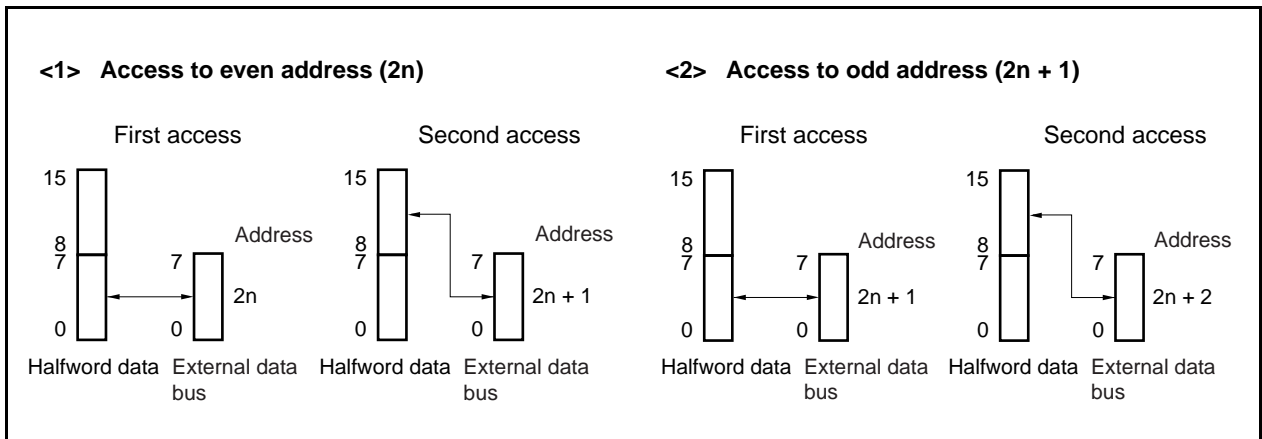 <1> Access to even address (2n)
First access
15
8
7
0
Address
7
2n
0
Halfword data
External data
bus
Second access
15
8
7
0
Address
7
2n + 1
0
Halfword data
External data
bus
<2> Access to odd address (2n + 1)
First access
15
8
7
0
Address
7
2n + 1
0
Halfword data
External data
bus
Second access
15
8
7
0
Address
7
2n + 2
0
Halfword data
External data
bus